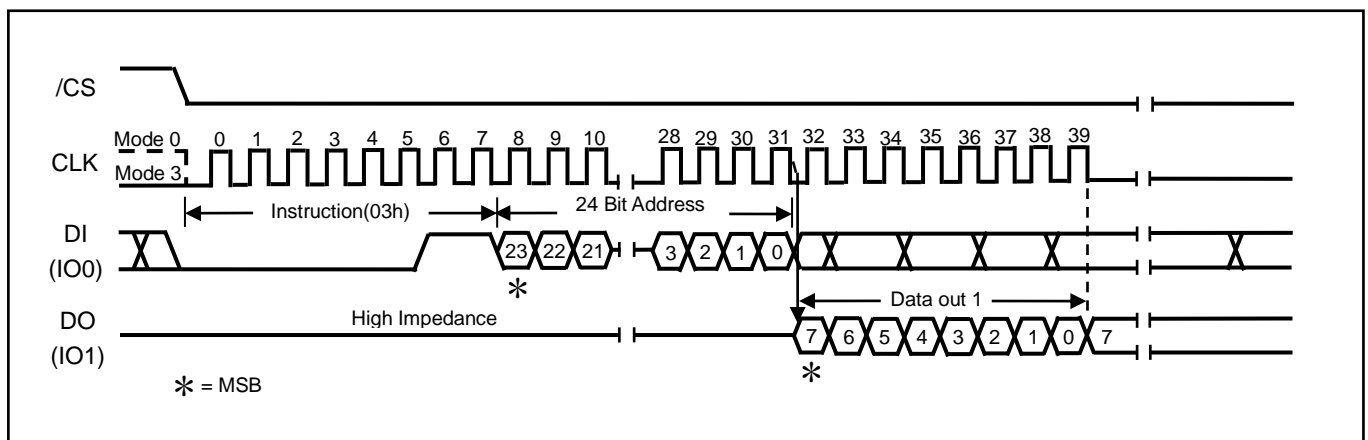 /CS
Mode 0
0 1 2 3 4 5 6 7 8 9 10 28 29 30 31 32 33 34 35 36 37 38 39
CLK
Mode 3
Instruction(03h)
24 Bit Address
DI
(IO0)
23 22 21 3 2 1 0
*
Data out 1
DO
(IO1)
High Impedance
7 6 5 4 3 2 1 0 7
*
* = MSB